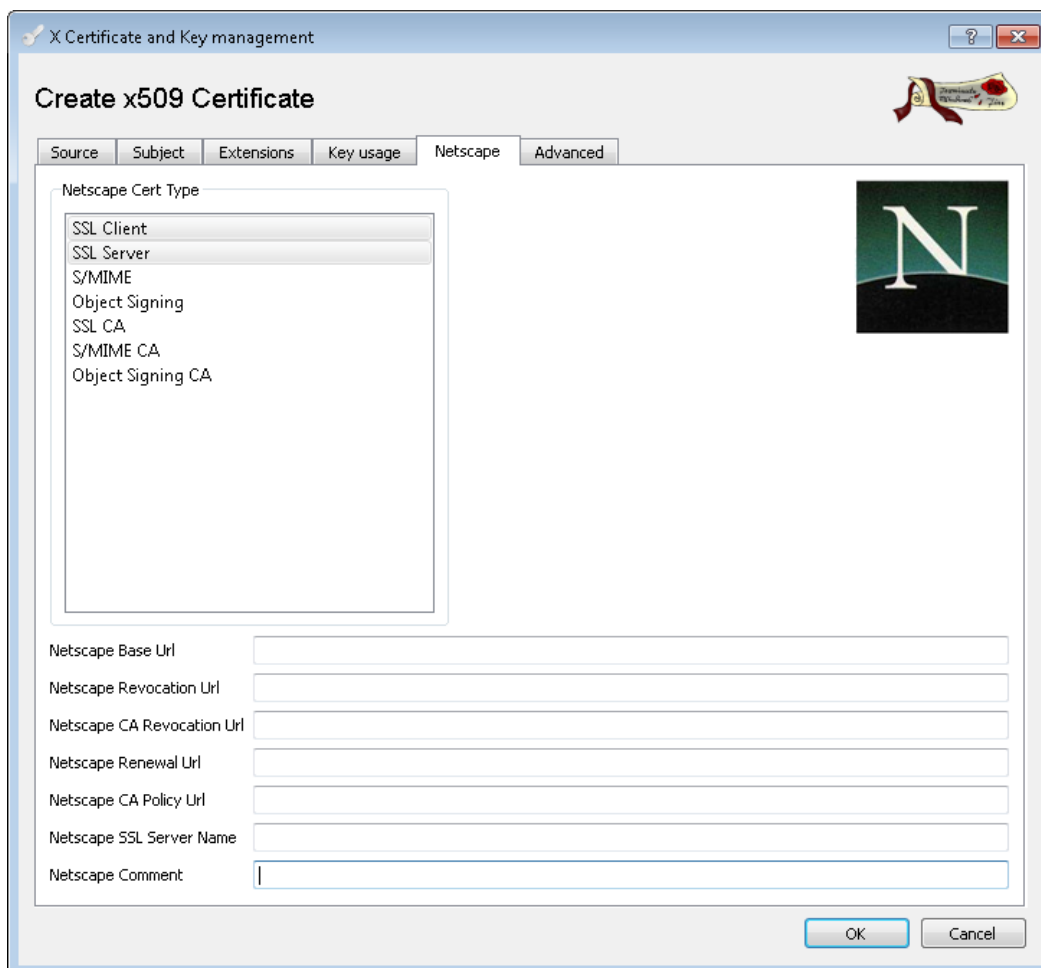 X Certificate and Key management
Create x509 Certificate
Source Subject Extensions Key usage Netscape Advanced
Netscape Cert Type
SSL Client
SSL Server
S/MIME
Object Signing
SSL CA
S/MIME CA
Object Signing CA
N
Netscape Base Url
Netscape Revocation Url
Netscape CA Revocation Url
Netscape Renewal Url
Netscape CA Policy Url
Netscape SSL Server Name
Netscape Comment
OK Cancel